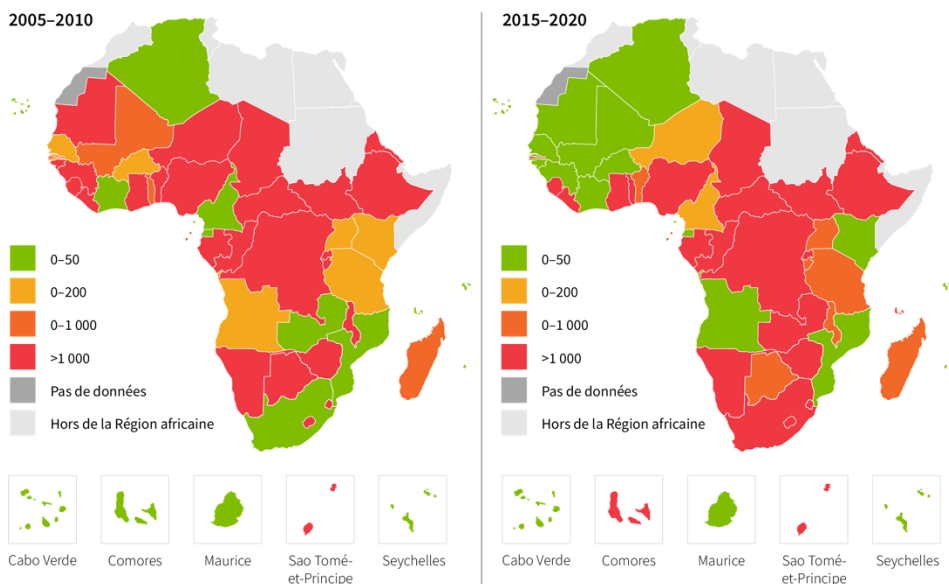 2005–2010
0–50
0–200
0–1 000
>1 000
Pas de données
Hors de la Région africaine
Cabo Verde
Comores
Maurice
Sao Tomé-
et-Principe
Seychelles
2015–2020
0–50
0–200
0–1 000
>1 000
Pas de données
Hors de la Région africaine
Cabo Verde
Comores
Maurice
Sao Tomé-
et-Principe
Seychelles